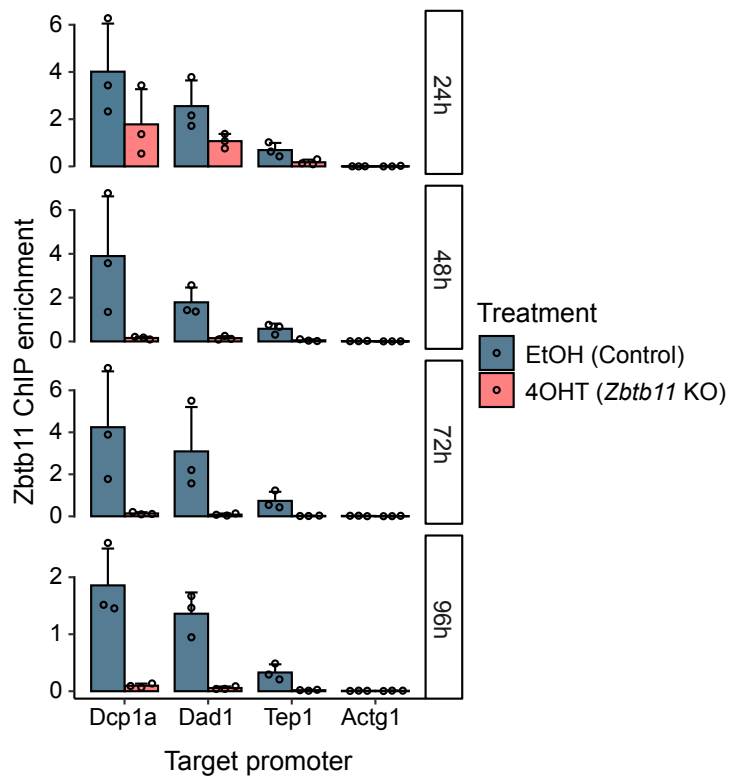 Zbtb11 ChIP enrichment
6
4
2
0
24h
6
4
2
0
48h
6
4
2
0
72h
2
1
0
96h
Dcp1a Dad1 Tep1 Actg1
Target promoter
Treatment
EtOH (Control)
4OHT (Zbtb11 KO)